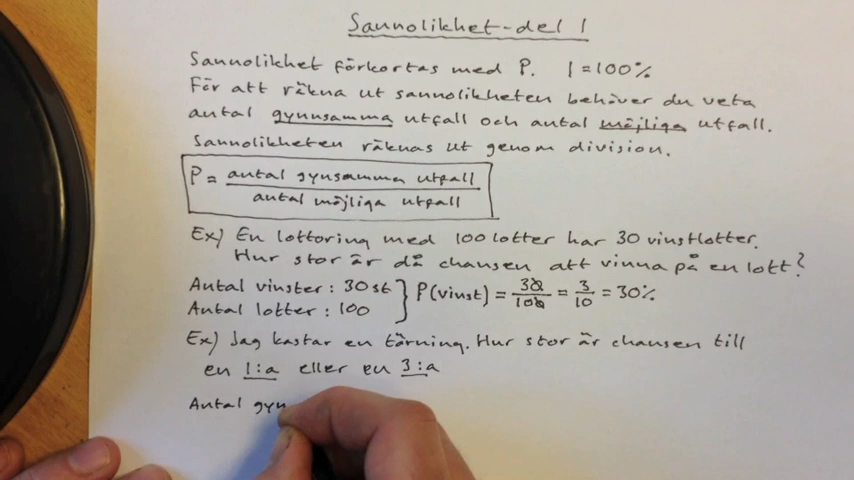 Sannolikhet-del 1
Sannolikhet förkortas med P. 1=100%
För att räkna ut sannolikheten behöver du veta
antal gynnsamma utfall och antal möjliga utfall.
Sannolikheten räknas ut genom division.
P = antal gynsamma utfall / antal möjliga utfall
Ex) En lottoring med 100 lotter har 30 vinstlotter.
Hur stor är då chansen att vinna på en lott?
Antal vinster : 30 st } P(vinst) = 30/100 = 3/10 = 30%
Antal lotter : 100
Ex) Jag kastar en tärning. Hur stor är chansen till
en 1:a eller en 3:a
Antal gyn